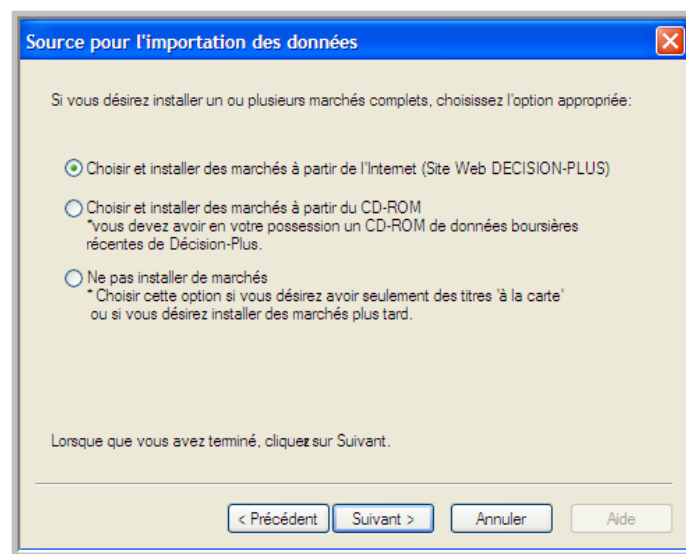 Source pour l'importation des données
Si vous désirez installer un ou plusieurs marchés complets, choisissez l'option appropriée:
Choisir et installer des marchés à partir de l'Internet (Site Web DECISION-PLUS)
Choisir et installer des marchés à partir du CD-ROM
*vous devez avoir en votre possession un CD-ROM de données boursières
récentes de Décision-Plus.
Ne pas installer de marchés
* Choisir cette option si vous désirez avoir seulement des titres 'à la carte'
ou si vous désirez installer des marchés plus tard.
Lorsque que vous avez terminé, cliquez sur Suivant.
< Précédent Suivant > Annuler Aide